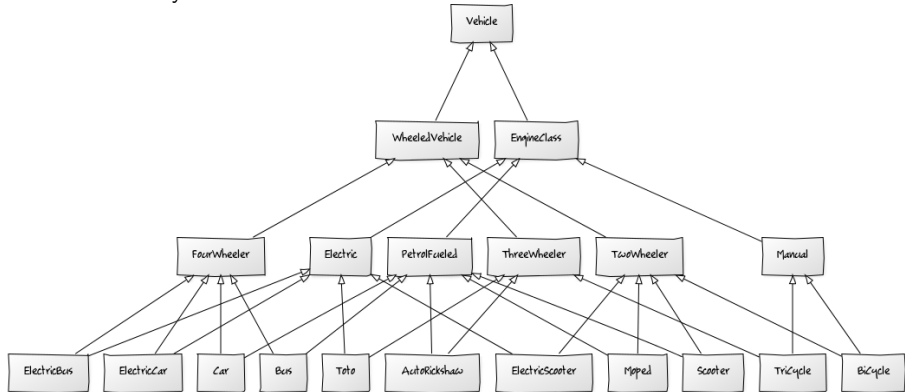 Vehicle
WheeledVehicle EngineClass
FourWheeler Electric PetrolFueled ThreeWheeler TwoWheeler Manual
ElectricBus ElectricCar Car Bus Toto AutoRickshaw ElectricScooter Moped Scooter TriCycle BiCycle